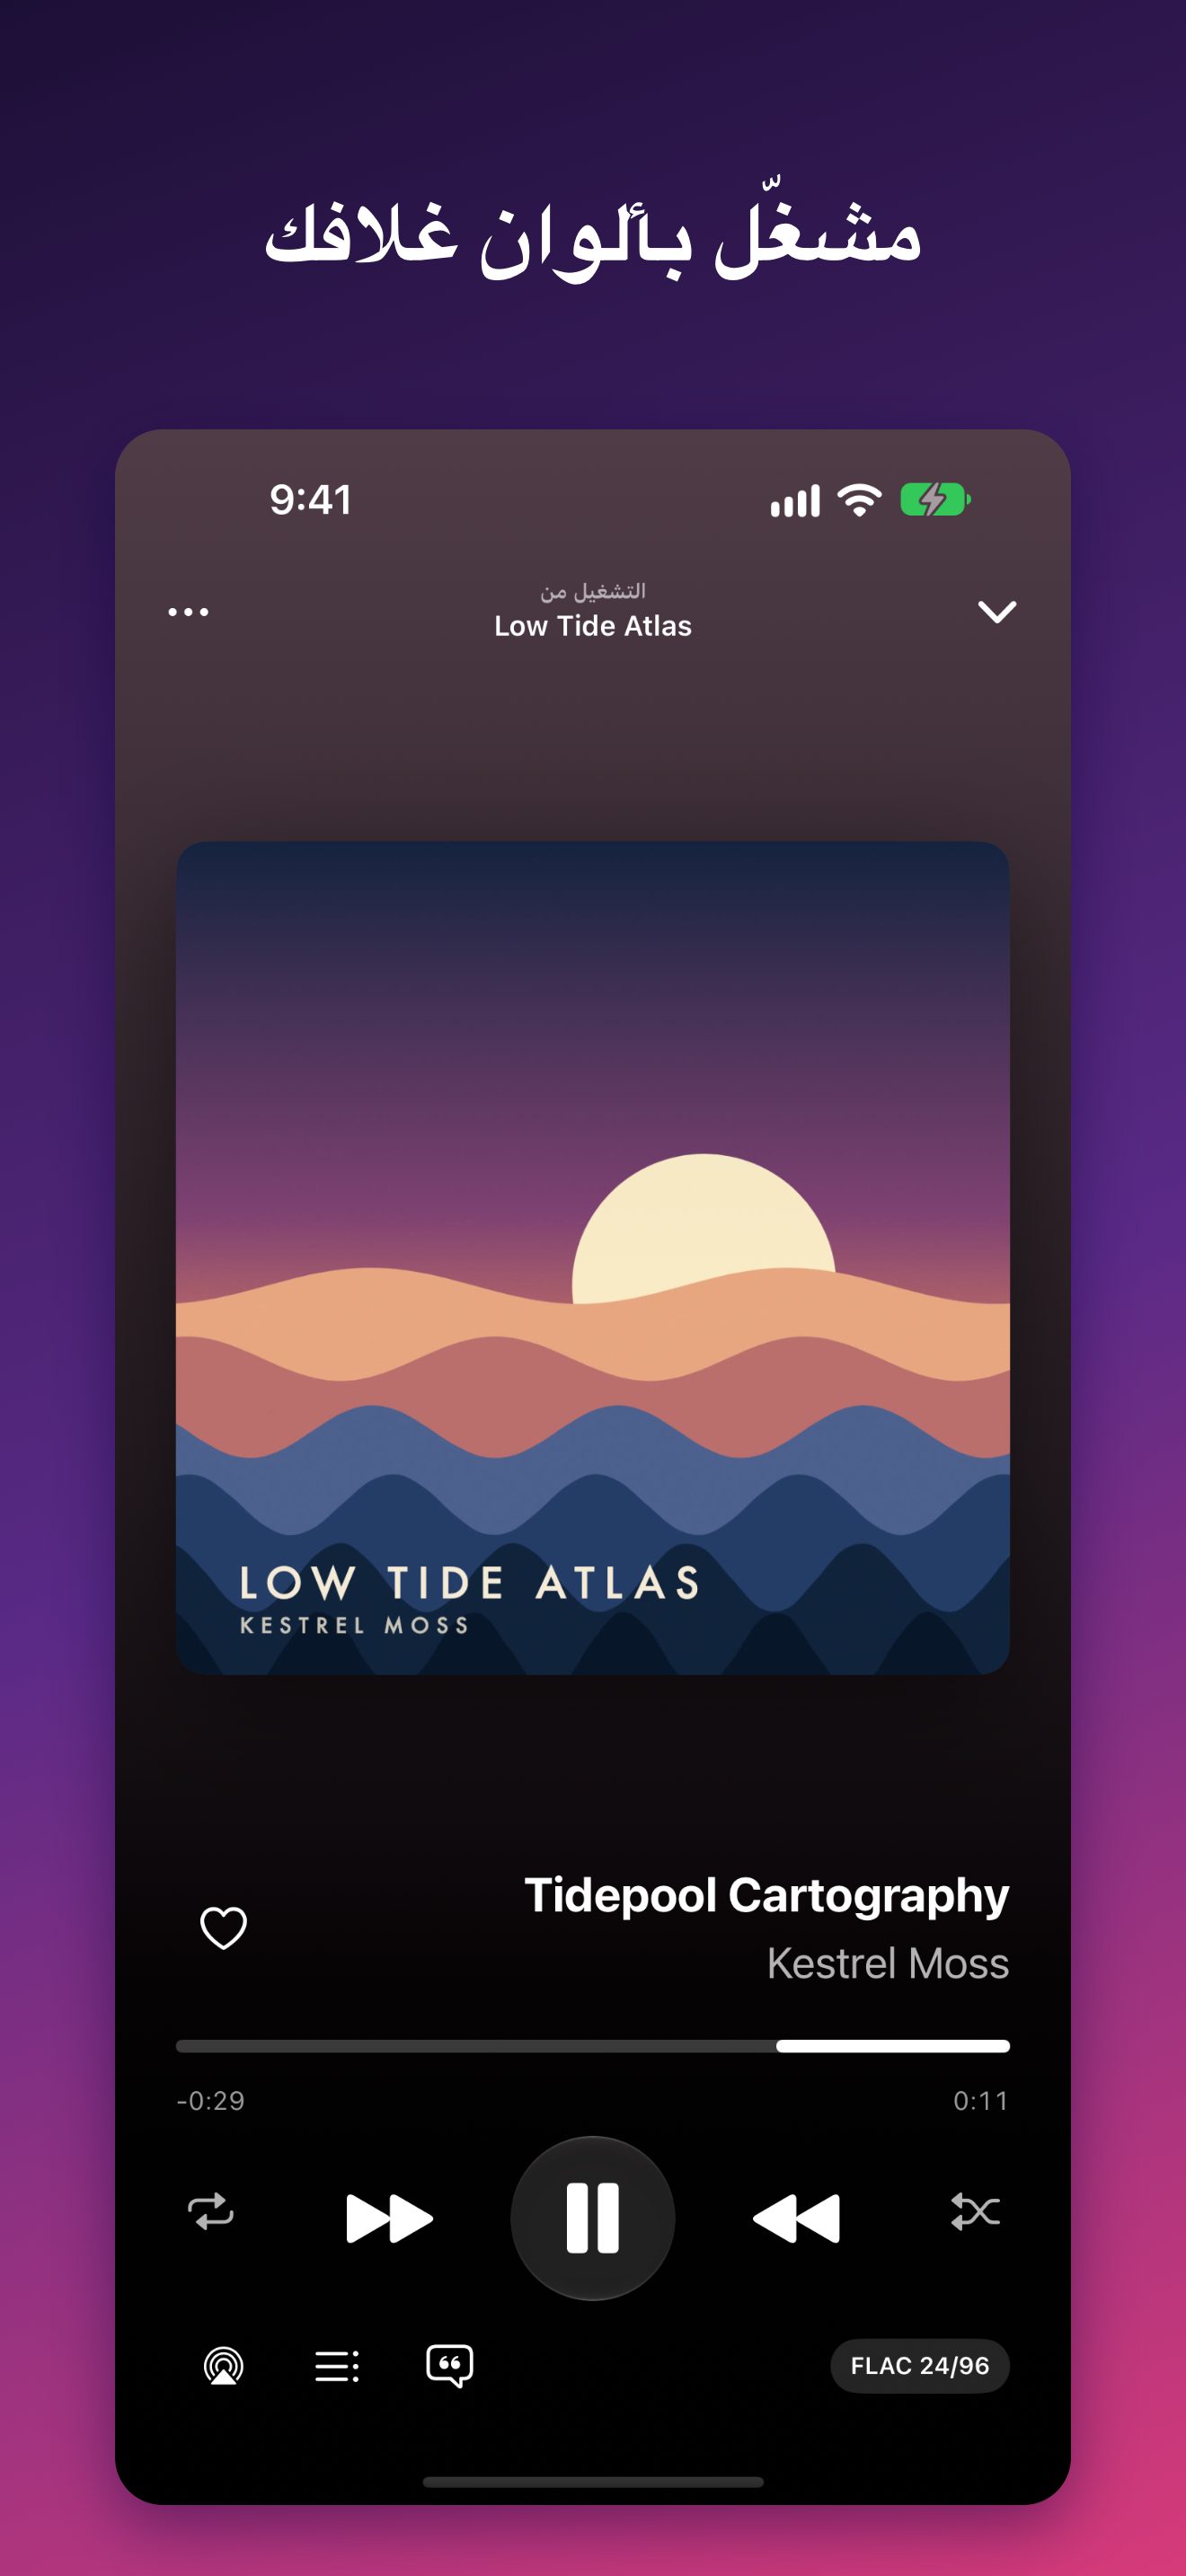 مشغّل بألوان غلافك
9:41
التشغيل من
Low Tide Atlas
LOW TIDE ATLAS
KESTREL MOSS
Tidepool Cartography
Kestrel Moss
-0:29 0:11
FLAC 24/96